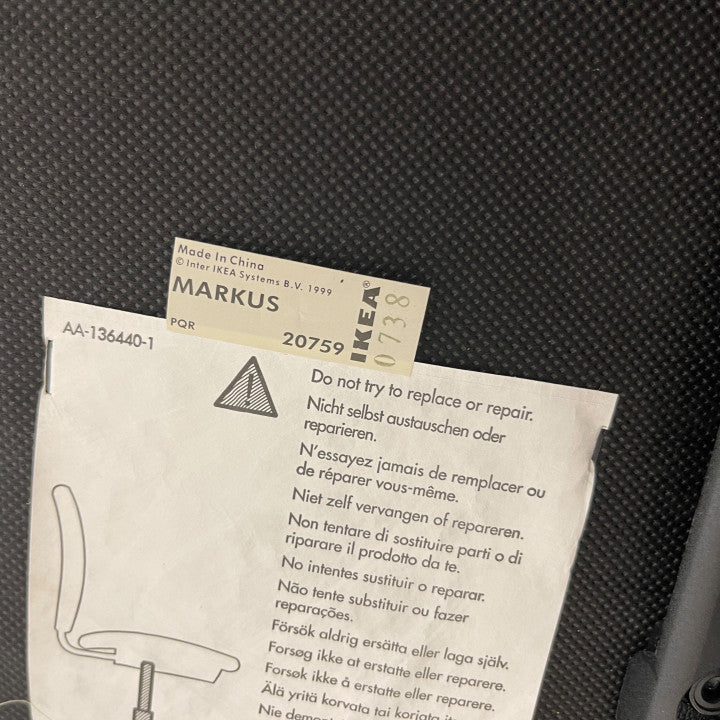 Made In China
© Inter IKEA Systems B.V. 1999
MARKUS
PQR
20759
IKEA®
0738
AA-136440-1
Do not try to replace or repair.
Nicht selbst austauschen oder
reparieren.
N'essayez jamais de remplacer ou
de réparer vous-même.
Niet zelf vervangen of repareren.
Non tentare di sostituire parti o di
riparare il prodotto da te.
No intentes sustituir o reparar.
Não tente substituir ou fazer
reparações.
Försök aldrig ersätta eller laga själv.
Forsøg ikke at erstatte eller reparere.
Forsøk ikke å erstatte eller reparere.
Älä yritä korvata tai korjata
Nie